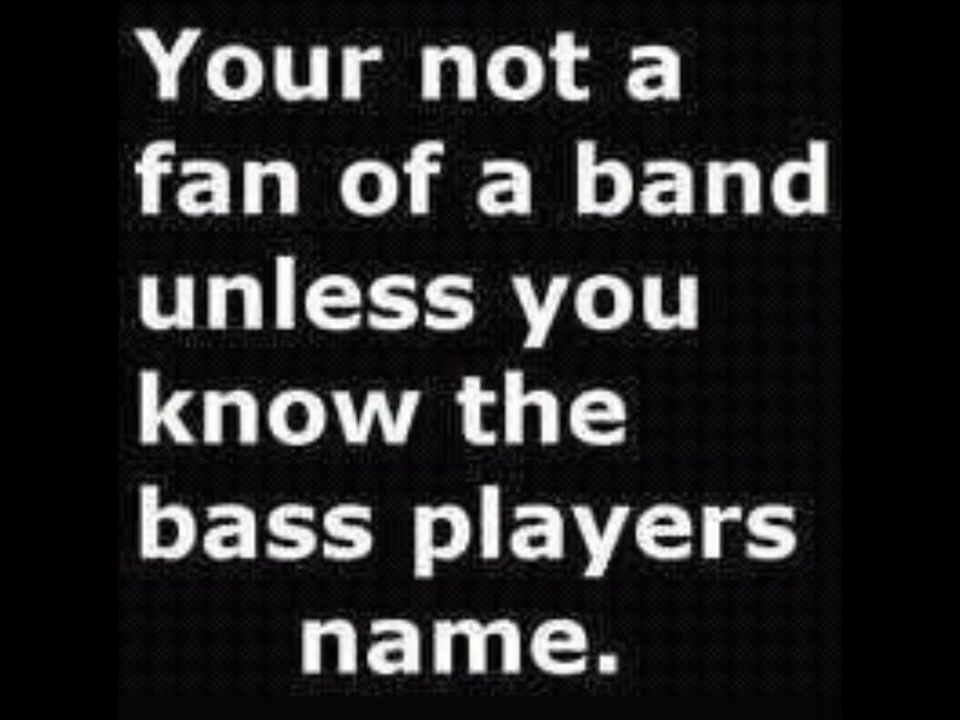 Your not a
fan of a band
unless you
know the
bass players
name.